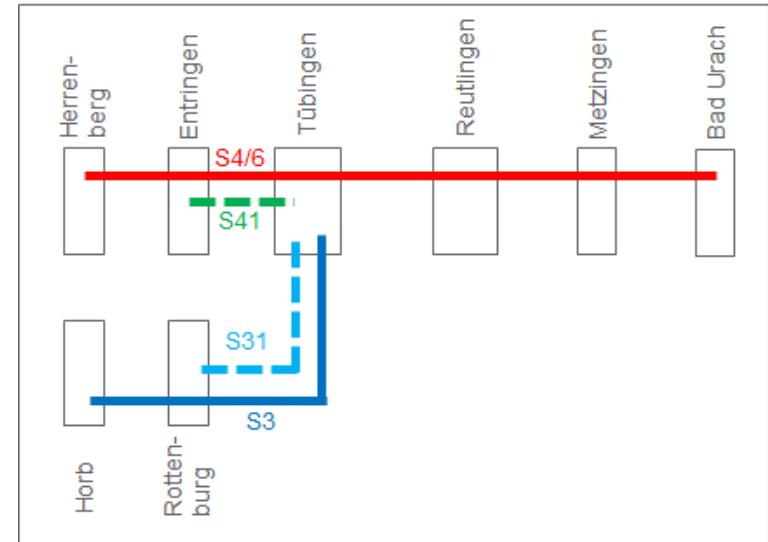 Herren-
berg
Entringen
Tübingen
Reutlingen
Metzingen
Bad Urach
S4/6
S41
S31
S3
Horb
Rotten-
burg